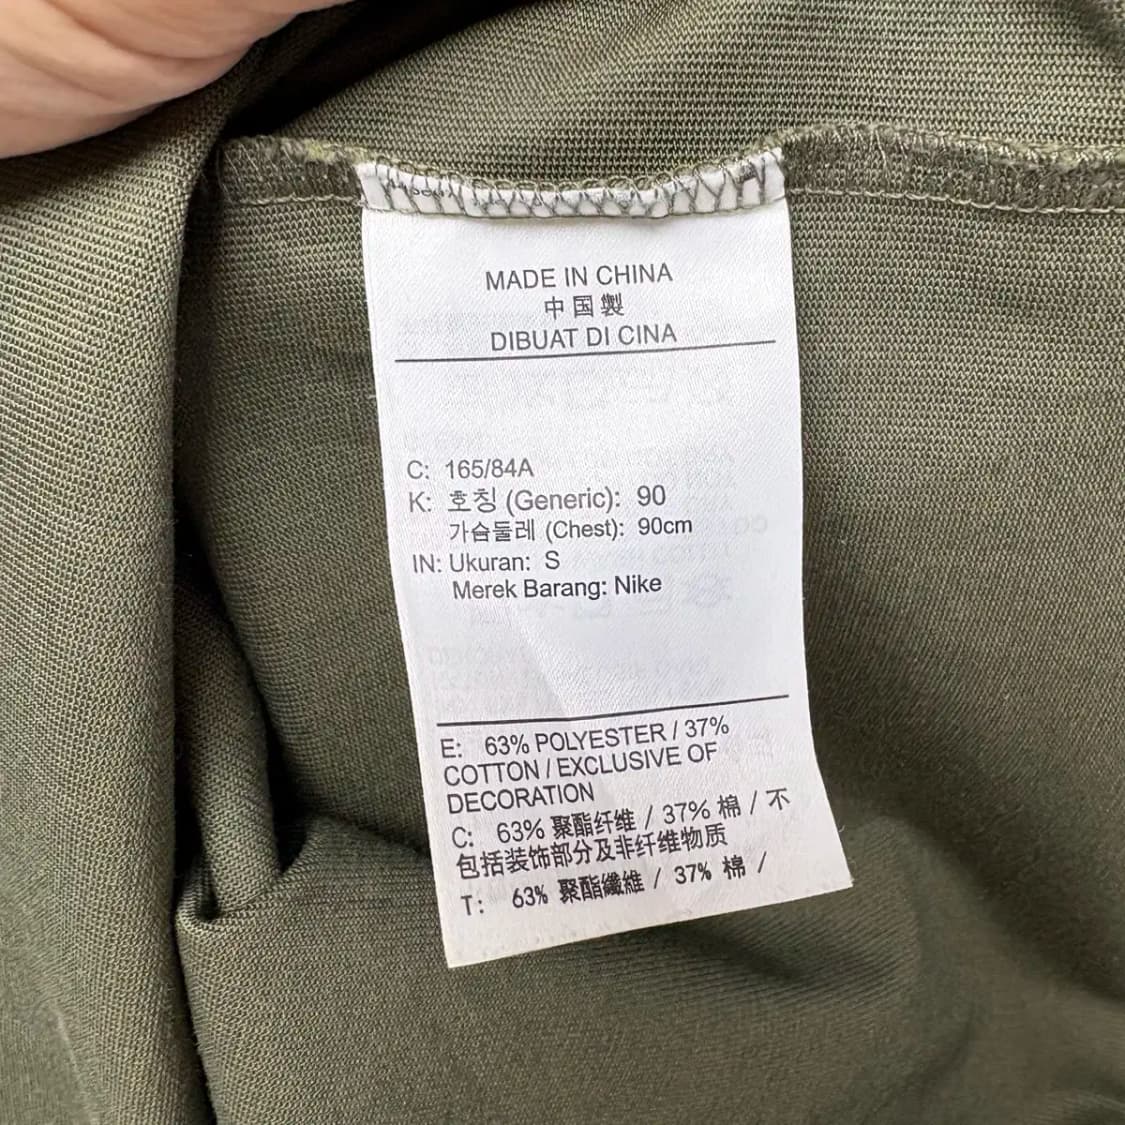 MADE IN CHINA
中国製
DIBUAT DI CINA
C: 165/84A
K: 호칭 (Generic): 90
가슴둘레 (Chest): 90cm
IN: Ukuran: S
Merek Barang: Nike
E: 63% POLYESTER / 37%
COTTON / EXCLUSIVE OF
DECORATION
C: 63% 聚酯纤维 / 37% 棉 / 不
包括装饰部分及非纤维物质
T: 63% 聚酯纖維 / 37% 棉 /